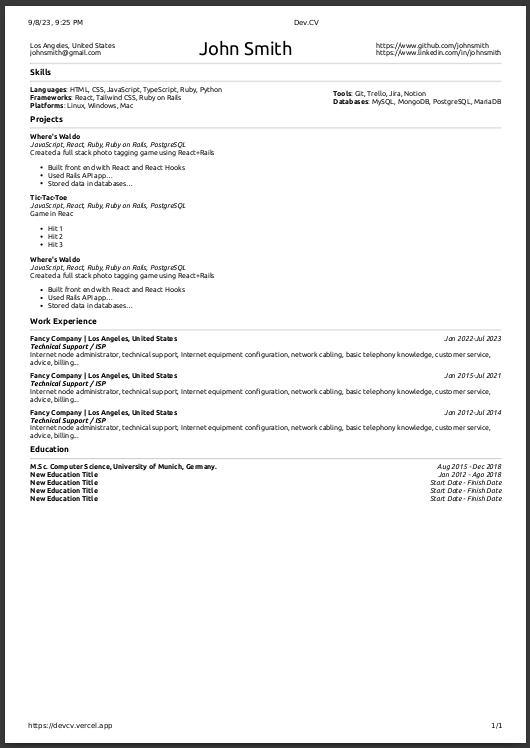 9/8/23, 9:25 PM Dev.CV
Los Angeles, United States
johnsmith@gmail.com
John Smith
https://www.github.com/johnsmith
https://www.linkedin.com/in/johnsmith
Skills
Languages: HTML, CSS, JavaScript, TypeScript, Ruby, Python
Frameworks: React, Tailwind CSS, Ruby on Rails
Platforms: Linux, Windows, Mac
Tools: Git, Trello, Jira, Notion
Databases: MySQL, MongoDB, PostgreSQL, MariaDB
Projects
Where's Waldo
JavaScript, React, Ruby, Ruby on Rails, PostgreSQL
Created a full stack photo tagging game using React+Rails
• Built front end with React and React Hooks
• Used Rails API app...
• Stored data in databases...
Tic-Tac-Toe
JavaScript, React, Ruby, Ruby on Rails, PostgreSQL
Game in Reac
• Hit 1
• Hit 2
• Hit 3
Where's Waldo
JavaScript, React, Ruby, Ruby on Rails, PostgreSQL
Created a full stack photo tagging game using React+Rails
• Built front end with React and React Hooks
• Used Rails API app...
• Stored data in databases...
Work Experience
Fancy Company | Los Angeles, United States Jan 2022-Jul 2023
Technical Support / ISP
Internet node administrator, technical support, Internet equipment configuration, network cabling, basic telephony knowledge, customer service,
advice, billing...
Fancy Company | Los Angeles, United States Jan 2015-Jul 2021
Technical Support / ISP
Internet node administrator, technical support, Internet equipment configuration, network cabling, basic telephony knowledge, customer service,
advice, billing...
Fancy Company | Los Angeles, United States Jan 2012-Jul 2014
Technical Support / ISP
Internet node administrator, technical support, Internet equipment configuration, network cabling, basic telephony knowledge, customer service,
advice, billing...
Education
M.Sc. Computer Science, University of Munich, Germany. Aug 2015 - Dec 2018
New Education Title Jan 2012 - Ago 2018
New Education Title Start Date - Finish Date
New Education Title Start Date - Finish Date
New Education Title Start Date - Finish Date
https://devcv.vercel.app 1/1